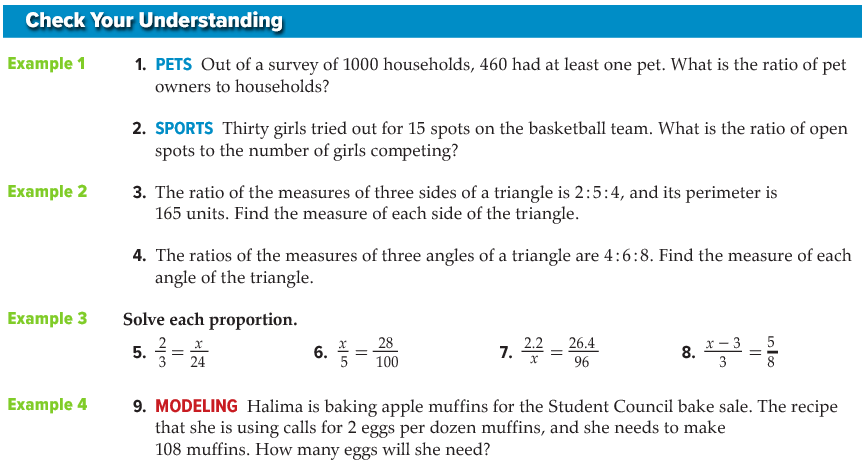 Check Your Understanding
Example 1 1. PETS Out of a survey of 1000 households, 460 had at least one pet. What is the ratio of pet
owners to households?
2. SPORTS Thirty girls tried out for 15 spots on the basketball team. What is the ratio of open
spots to the number of girls competing?
Example 2 3. The ratio of the measures of three sides of a triangle is 2:5:4, and its perimeter is
165 units. Find the measure of each side of the triangle.
4. The ratios of the measures of three angles of a triangle are 4:6:8. Find the measure of each
angle of the triangle.
Example 3 Solve each proportion.
5. 2/3 = x/24 6. x/5 = 28/100 7. 2.2/x = 26.4/96 8. x − 3/3 = 5/8
Example 4 9. MODELING Halima is baking apple muffins for the Student Council bake sale. The recipe
that she is using calls for 2 eggs per dozen muffins, and she needs to make
108 muffins. How many eggs will she need?